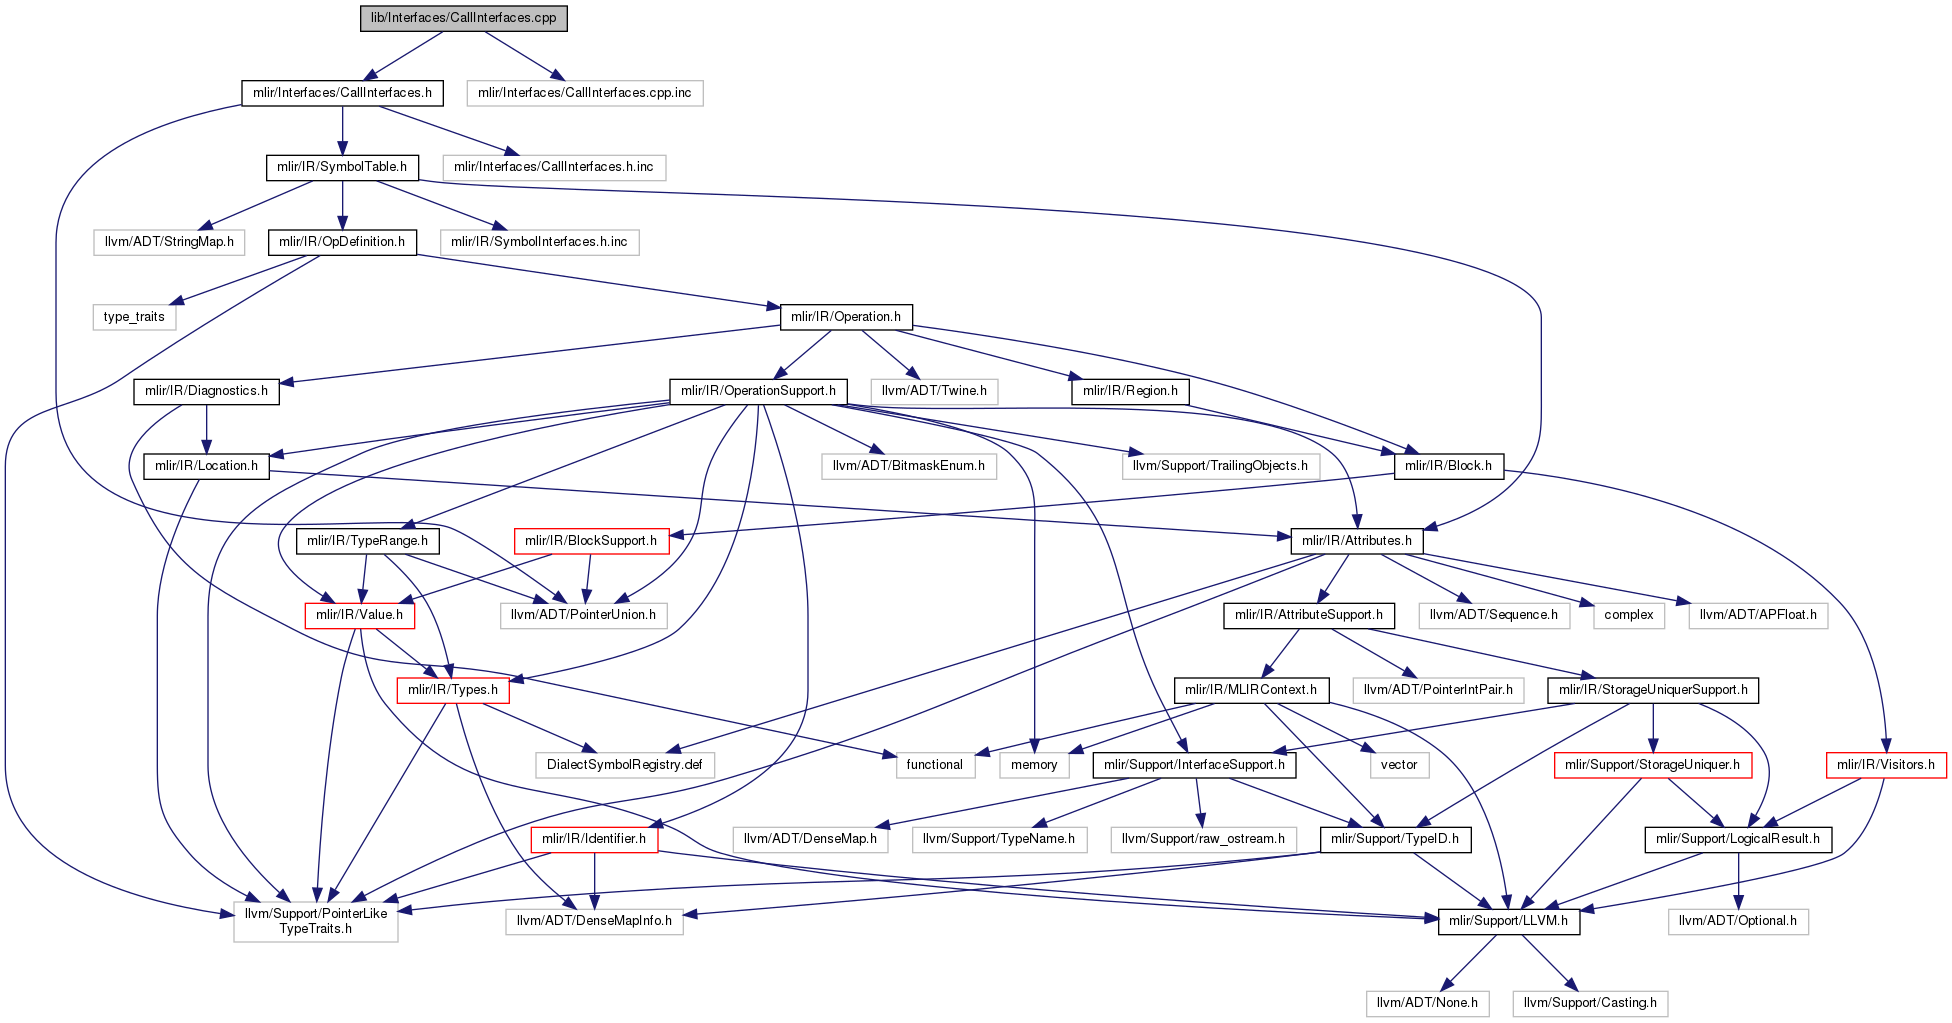 lib/Interfaces/CallInterfaces.cpp
mlir/Interfaces/CallInterfaces.h
mlir/Interfaces/CallInterfaces.cpp.inc
mlir/IR/SymbolTable.h
mlir/Interfaces/CallInterfaces.h.inc
llvm/ADT/StringMap.h
mlir/IR/OpDefinition.h
mlir/IR/SymbolInterfaces.h.inc
type_traits
mlir/IR/Operation.h
mlir/IR/Diagnostics.h
mlir/IR/OperationSupport.h
llvm/ADT/Twine.h
mlir/IR/Region.h
mlir/IR/Location.h
llvm/ADT/BitmaskEnum.h
llvm/Support/TrailingObjects.h
mlir/IR/Block.h
mlir/IR/TypeRange.h
mlir/IR/BlockSupport.h
mlir/IR/Attributes.h
mlir/IR/Value.h
llvm/ADT/PointerUnion.h
mlir/IR/AttributeSupport.h
llvm/ADT/Sequence.h
complex
llvm/ADT/APFloat.h
mlir/IR/Types.h
mlir/IR/MLIRContext.h
llvm/ADT/PointerIntPair.h
mlir/IR/StorageUniquerSupport.h
DialectSymbolRegistry.def
functional
memory
mlir/Support/InterfaceSupport.h
vector
mlir/Support/StorageUniquer.h
mlir/IR/Visitors.h
mlir/IR/Identifier.h
llvm/ADT/DenseMap.h
llvm/Support/TypeName.h
llvm/Support/raw_ostream.h
mlir/Support/TypeID.h
mlir/Support/LogicalResult.h
llvm/Support/PointerLike
TypeTraits.h
llvm/ADT/DenseMapInfo.h
mlir/Support/LLVM.h
llvm/ADT/Optional.h
llvm/ADT/None.h
llvm/Support/Casting.h